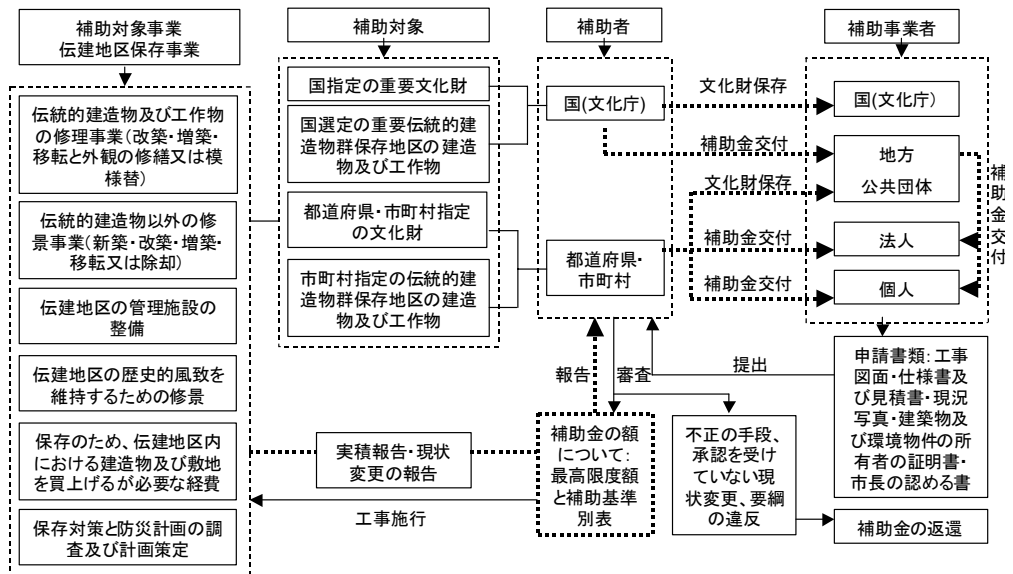 補助対象事業
伝建地区保存事業
伝統的建造物及び工作物
の修理事業(改築・増築・
移転と外観の修繕又は模
様替)
伝統的建造物以外の修
景事業(新築・改築・増築・
移転又は除却)
伝建地区の管理施設の
整備
伝建地区の歴史的風致を
維持するための修景
保存のため、伝建地区内
における建造物及び敷地
を買上げるが必要な経費
保存対策と防災計画の調
査及び計画策定
補助対象
国指定の重要文化財
国選定の重要伝統的建
造物群保存地区の建造
物及び工作物
都道府県・市町村指定
の文化財
市町村指定の伝統的建
造物群保存地区の建造
物及び工作物
補助者
国(文化庁)
都道府県・
市町村
文化財保存
補助金交付
文化財保存
補助金交付
補助金交付
補助事業者
国(文化庁)
地方
公共団体
法人
個人
補助金交付
報告
審査
提出
申請書類:工事
図面・仕様書及
び見積書・現況
写真・建築物及
び環境物件の所
有者の証明書・
市長の認める書
実積報告・現状
変更の報告
補助金の額
について:
最高限度額
と補助基準
別表
不正の手段、
承認を受け
ていない現
状変更、要綱
の違反
工事施行
補助金の返還